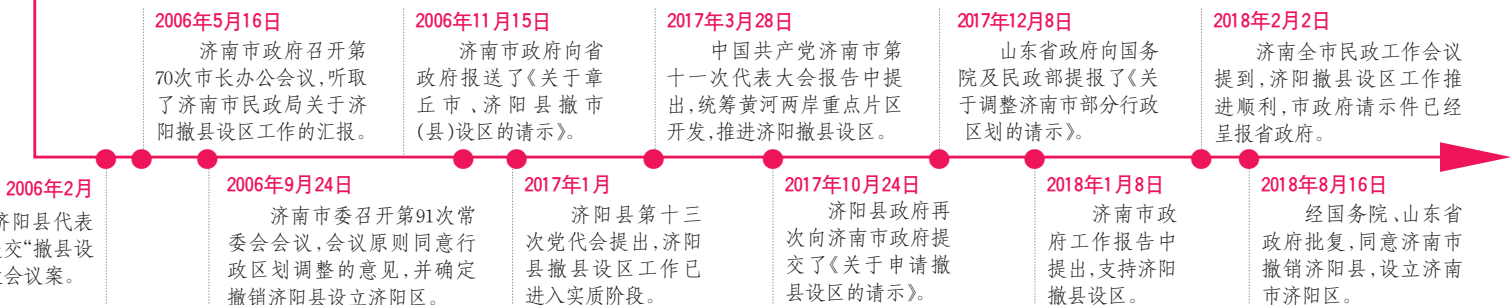 2006年5月16日
济南市政府召开第
70次市长办公会议,听取
了济南市民政局关于济
阳撤县设区工作的汇报。
2006年11月15日
济南市政府向省
政府报送了《关于章
丘市、济阳县撤市
(县)设区的请示》。
2017年3月28日
中国共产党济南市第
十一次代表大会报告中提
出,统筹黄河两岸重点片区
开发,推进济阳撤县设区。
2017年12月8日
山东省政府向国务
院及民政部提报了《关
于调整济南市部分行政
区划的请示》。
2018年2月2日
济南全市民政工作会议
提到,济阳撤县设区工作推
进顺利,市政府请示件已经
呈报省政府。
2006年2月
济阳县代表
交“撤县设
会议案。
2006年9月24日
济南市委召开第91次常
委会会议,会议原则同意行
政区划调整的意见,并确定
撤销济阳县设立济阳区。
2017年1月
济阳县第十三
次党代会提出,济阳
县撤县设区工作已
进入实质阶段。
2017年10月24日
济阳县政府再
次向济南市政府提
交了《关于申请撤
县设区的请示》。
2018年1月8日
济南市政
府工作报告中
提出,支持济阳
撤县设区。
2018年8月16日
经国务院、山东省
政府批复,同意济南市
撤销济阳县,设立济南
市济阳区。